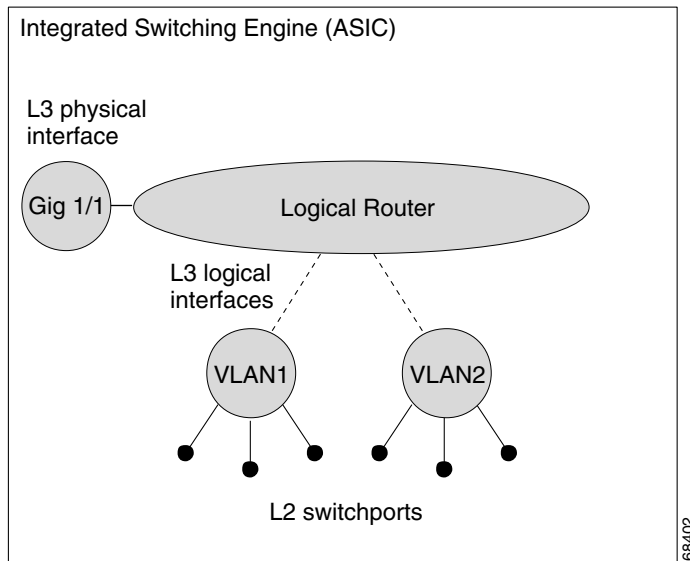 Integrated Switching Engine (ASIC)
L3 physical
interface
Gig 1/1
Logical Router
L3 logical
interfaces
VLAN1
VLAN2
L2 switchports
68402